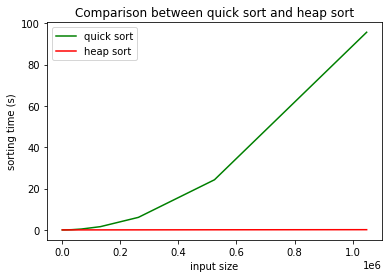 Comparison between quick sort and heap sort
quick sort
heap sort
sorting time (s)
100
80
60
40
20
0
0.0 0.2 0.4 0.6 0.8 1.0
1e6
input size